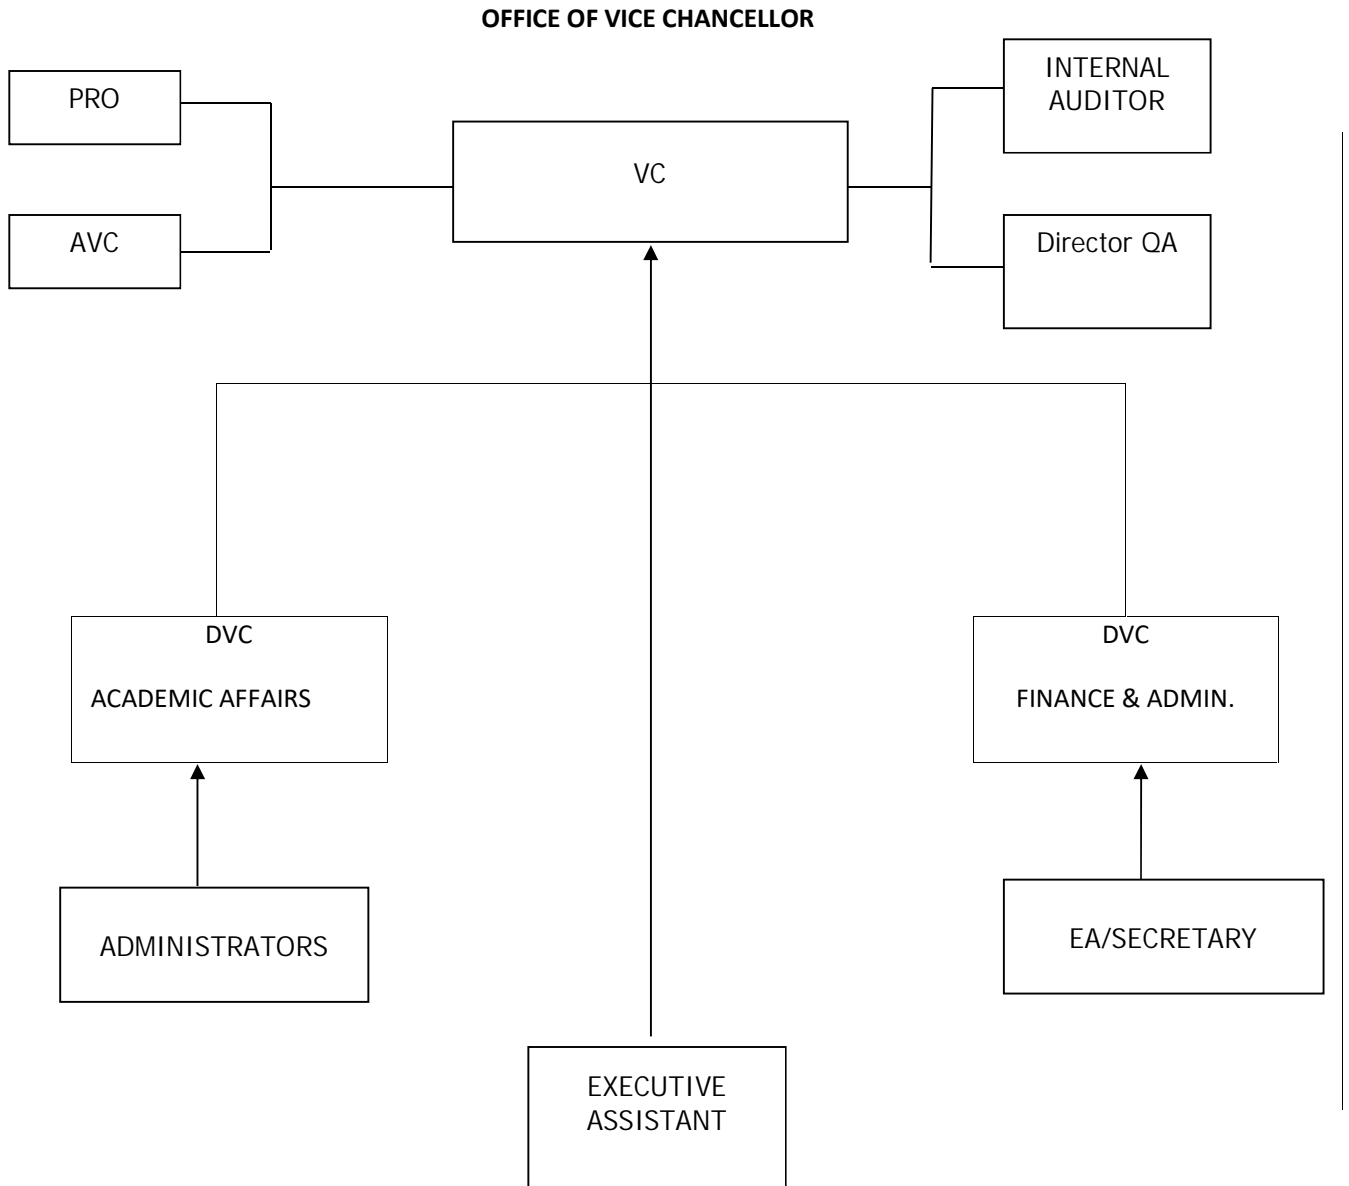 OFFICE OF VICE CHANCELLOR
PRO
INTERNAL
AUDITOR
VC
AVC
Director QA
DVC
ACADEMIC AFFAIRS
DVC
FINANCE & ADMIN.
ADMINISTRATORS
EA/SECRETARY
EXECUTIVE
ASSISTANT